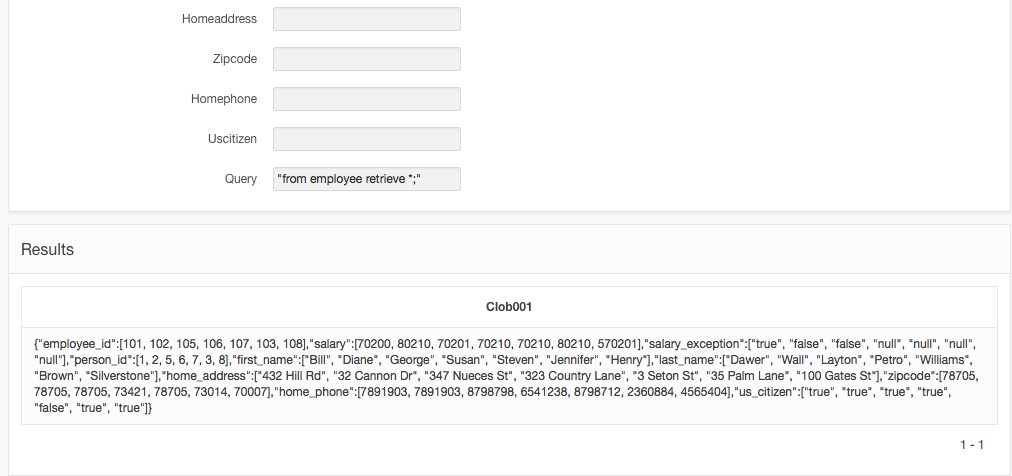 Homeaddress
Zipcode
Homephone
Uscitizen
Query "from employee retrieve *;"
Results
Clob001
{"employee_id":[101, 102, 105, 106, 107, 103, 108],"salary":[70200, 80210, 70201, 70210, 70210, 80210, 570201],"salary_exception":["true", "false", "false", "null", "null", "null",
"null"],"person_id":[1, 2, 5, 6, 7, 3, 8],"first_name":["Bill", "Diane", "George", "Susan", "Steven", "Jennifer", "Henry"],"last_name":["Dawer", "Wall", "Layton", "Petro", "Williams",
"Brown", "Silverstone"],"home_address":["432 Hill Rd", "32 Cannon Dr", "347 Nueces St", "323 Country Lane", "3 Seton St", "35 Palm Lane", "100 Gates St"],"zipcode":[78705,
78705, 78705, 73421, 78705, 73014, 70007],"home_phone":[7891903, 7891903, 8798798, 6541238, 8798712, 2360884, 4565404],"us_citizen":["true", "true", "true", "true",
"false", "true", "true"]}
1 - 1